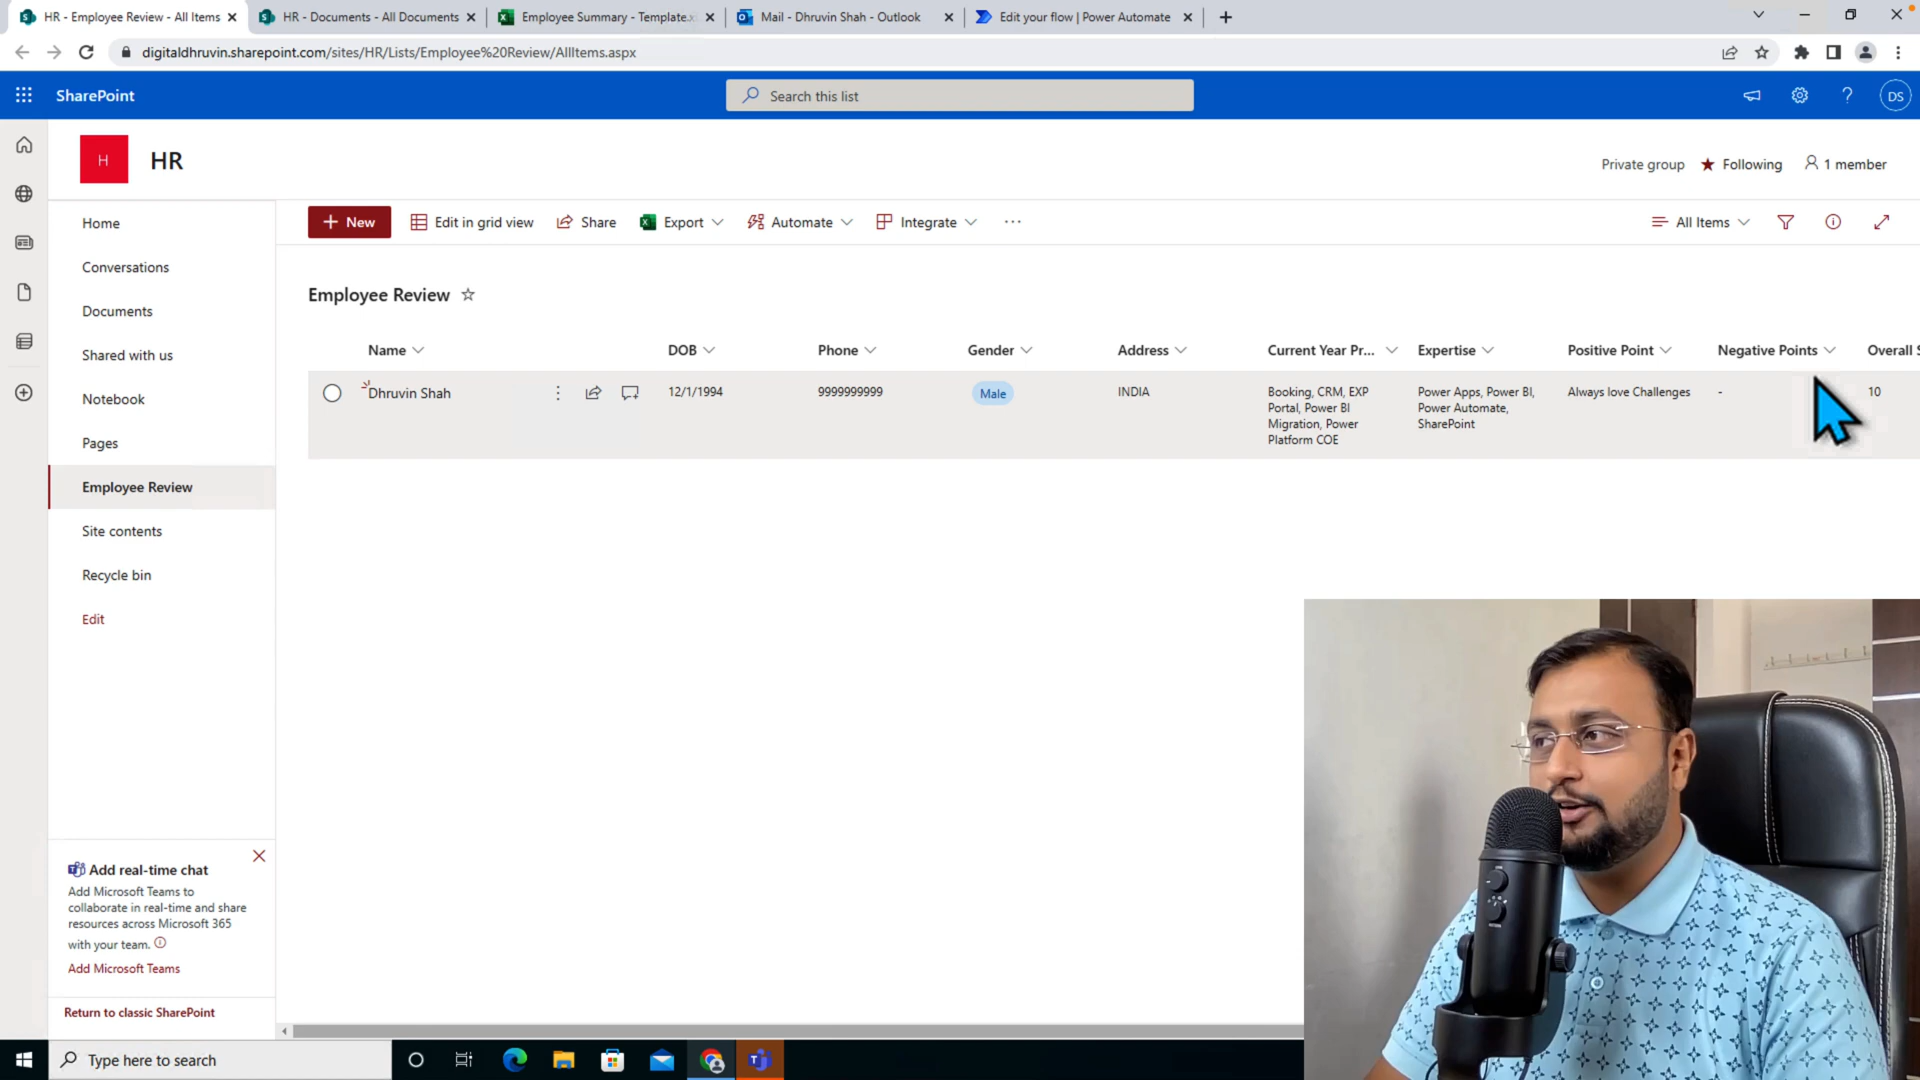 HR - Employee Review - All Items
HR - Documents - All Documents
Employee Summary - Template.xl
Mail - Dhruvin Shah - Outlook
Edit your flow | Power Automate
digitaldhruvin.sharepoint.com/sites/HR/Lists/Employee%20Review/AllItems.aspx
SharePoint
Search this list
DS
H
HR
Private group
Following
1 member
Home
Conversations
Documents
Shared with us
Notebook
Pages
Employee Review
Site contents
Recycle bin
Edit
New
Edit in grid view
Share
Export
Automate
Integrate
All Items
Employee Review
Name
DOB
Phone
Gender
Address
Current Year Pr...
Expertise
Positive Point
Negative Points
Overall S
Dhruvin Shah
12/1/1994
9999999999
Male
INDIA
Booking, CRM, EXP
Portal, Power BI
Migration, Power
Platform COE
Power Apps, Power BI,
Power Automate,
SharePoint
Always love Challenges
-
10
Add real-time chat
Add Microsoft Teams to
collaborate in real-time and share
resources across Microsoft 365
with your team.
Add Microsoft Teams
Return to classic SharePoint
Type here to search